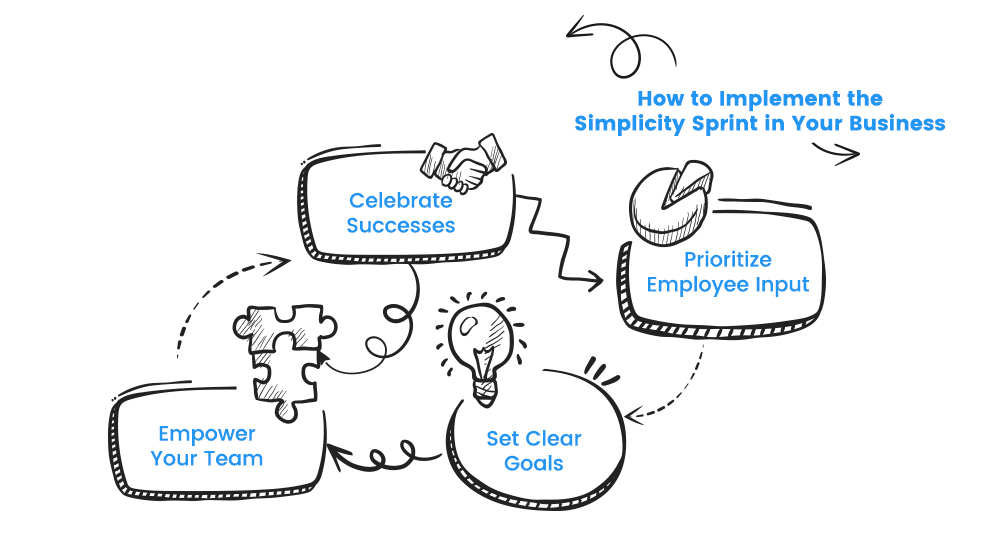 How to Implement the
Simplicity Sprint in Your Business
Celebrate
Successes
Prioritize
Employee Input
Empower
Your Team
Set Clear
Goals